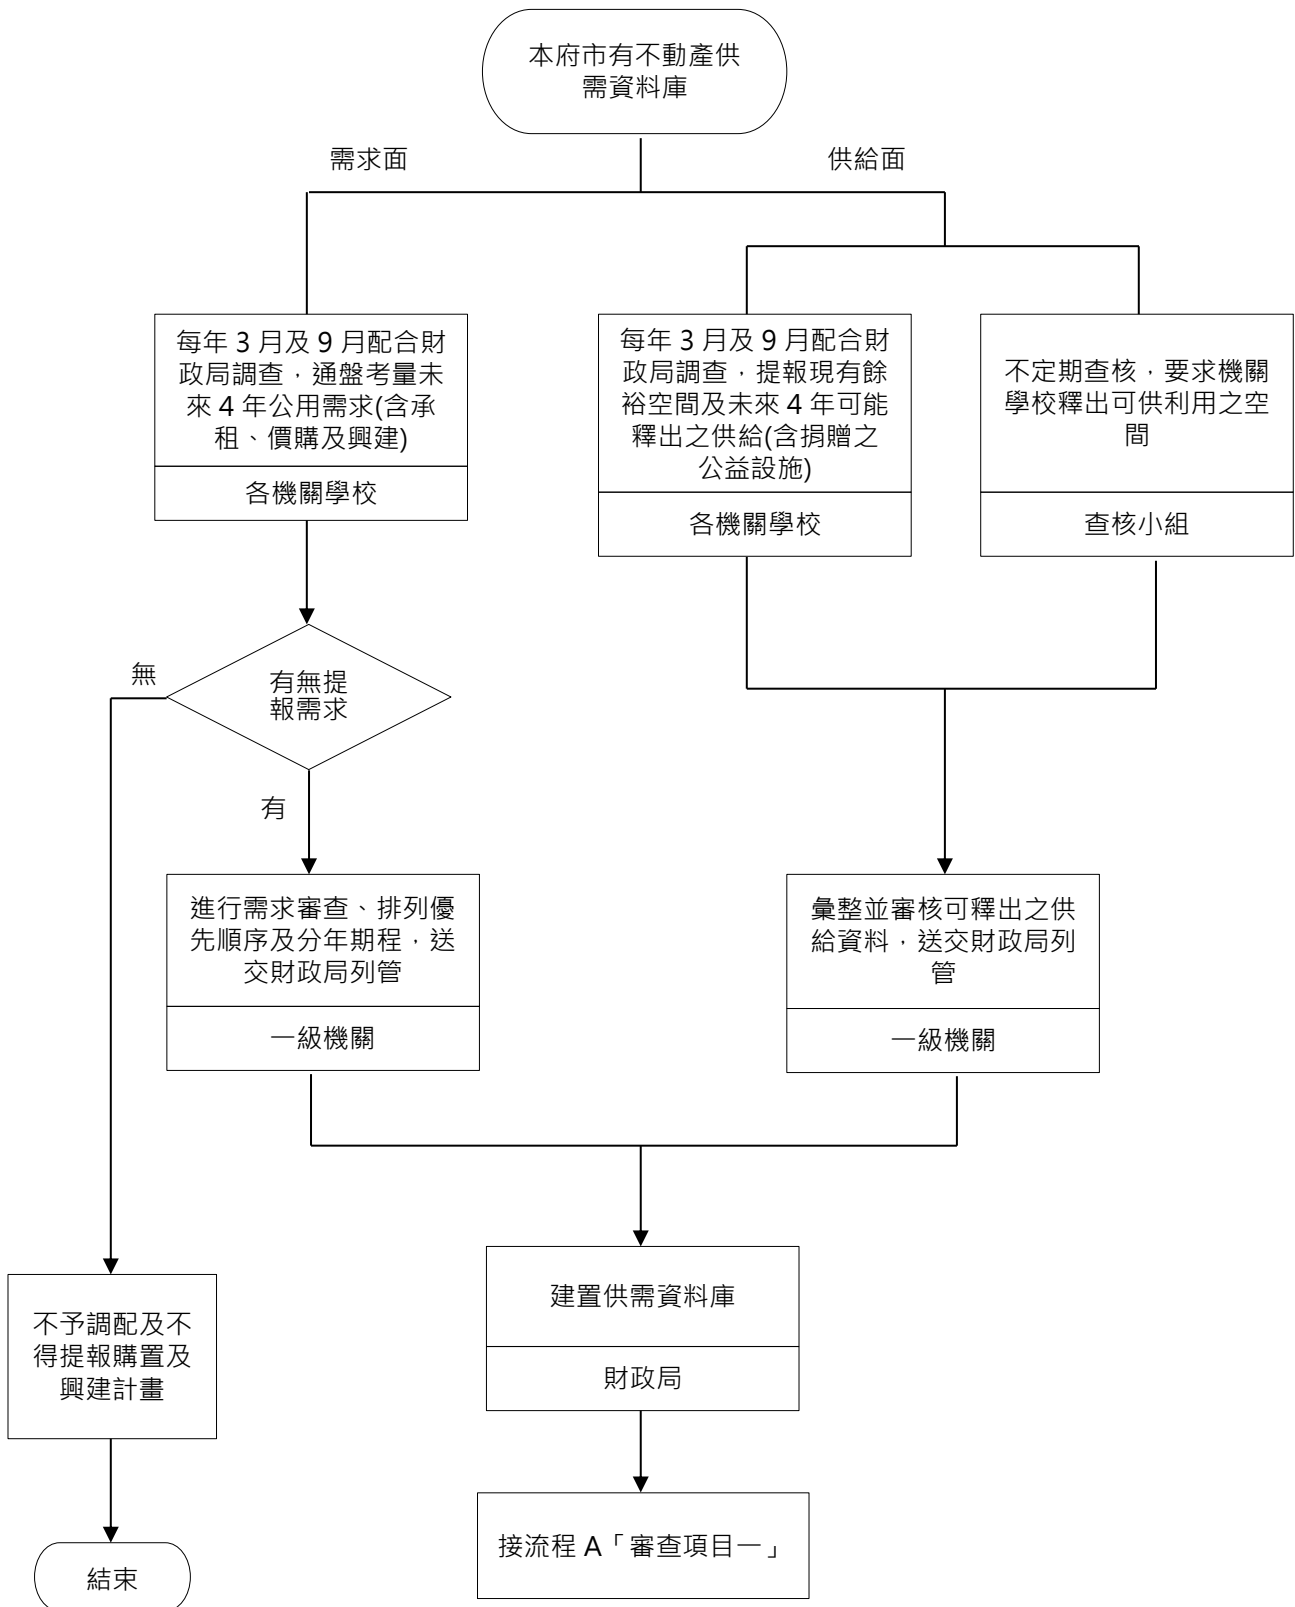 本府市有不動產供
需資料庫
需求面
供給面
每年 3 月及 9 月配合財
政局調查，通盤考量未
來 4 年公用需求(含承
租、價購及興建)
各機關學校
每年 3 月及 9 月配合財
政局調查，提報現有餘
裕空間及未來 4 年可能
釋出之供給(含捐贈之
公益設施)
各機關學校
不定期查核，要求機關
學校釋出可供利用之空
間
查核小組
無
有無提
報需求
有
進行需求審查、排列優
先順序及分年期程，送
交財政局列管
一級機關
彙整並審核可釋出之供
給資料，送交財政局列
管
一級機關
不予調配及不
得提報購置及
興建計畫
建置供需資料庫
財政局
接流程 A「審查項目一」
結束